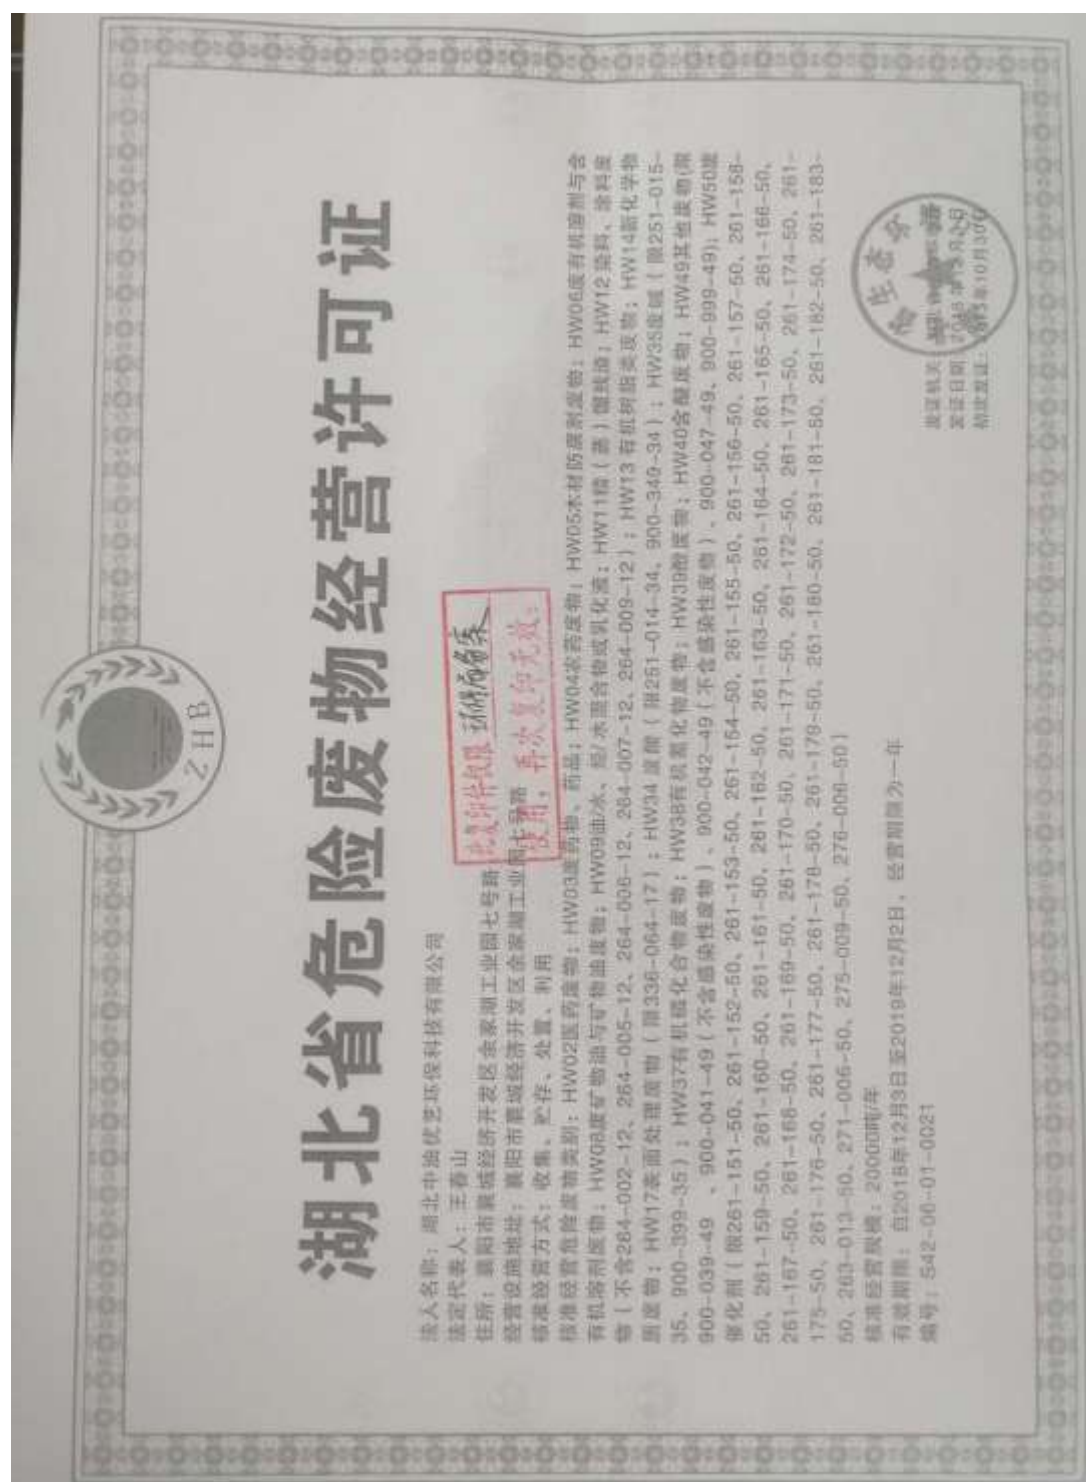 ZHB
湖北省危险废物经营许可证
此复印件仅限环保局备案
使用，再次复印无效。
法人名称：湖北中油优艺环保科技有限公司
法定代表人：王春山
住所：襄阳市襄城经济开发区余家湖工业园七号路
经营设施地址：襄阳市襄城经济开发区余家湖工业园七号路
核准经营方式：收集、贮存、处置、利用
核准经营危险废物类别：HW02医药废物；HW03废药物、药品；HW04农药废物；HW05木材防腐剂废物；HW06废有机溶剂与含
有机溶剂废物；HW08废矿物油与矿物油废物；HW09油/水、烃/水混合物或乳化液；HW11精（蒸）馏残渣；HW12染料、涂料废
物（不含264-002-12、264-005-12、264-006-12、264-007-12、264-009-12）；HW13有机树脂类废物；HW14新化学物
质废物；HW17表面处理废物（限336-064-17）；HW34废酸（限251-014-34、900-349-34）；HW35废碱（限251-015-
35、900-399-35）；HW37有机磷化合物废物；HW38有机氰化物废物；HW39酚废物；HW40含醚废物；HW49其他废物(限
900-039-49、900-041-49（不含感染性废物）、900-042-49（不含感染性废物）、900-047-49、900-999-49)；HW50废
催化剂（限261-151-50、261-152-50、261-153-50、261-154-50、261-155-50、261-156-50、261-157-50、261-158-
50、261-159-50、261-160-50、261-161-50、261-162-50、261-163-50、261-164-50、261-165-50、261-166-50、
261-167-50、261-168-50、261-169-50、261-170-50、261-171-50、261-172-50、261-173-50、261-174-50、261-
175-50、261-176-50、261-177-50、261-178-50、261-179-50、261-180-50、261-181-50、261-182-50、261-183-
50、263-013-50、271-006-50、275-009-50、276-006-50）
核准经营规模：20000吨/年
有效期限：自2018年12月3日至2019年12月2日，经营期限为一年
编号：S42-06-01-0021
发证机关：
发证日期：2018年12月
初次发证：年10月30日
省生态